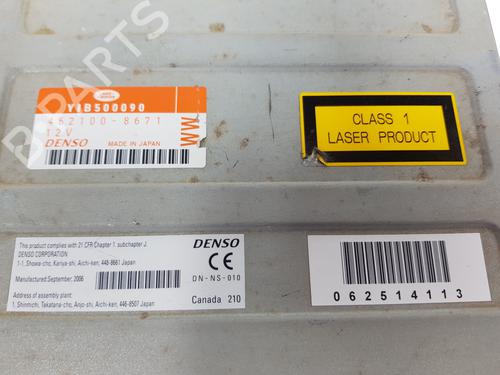 YIB500090
462100-8671
12V
DENSO MADE IN JAPAN
CLASS 1
LASER PRODUCT
This product complies with 21 CFR Chapter 1, subchapter J.
DENSO CORPORATION
1-1, Showa-cho, Kariya-shi, Aichi-ken, 448-8661 Japan
Manufactured:September, 2006
Address of assembly plant:
1, Shinmichi, Takatana-cho, Anjo-shi, Aichi-ken, 446-8507 Japan
DENSO
CE
DN-NS-010
Canada 210
062514113
B-PARTS